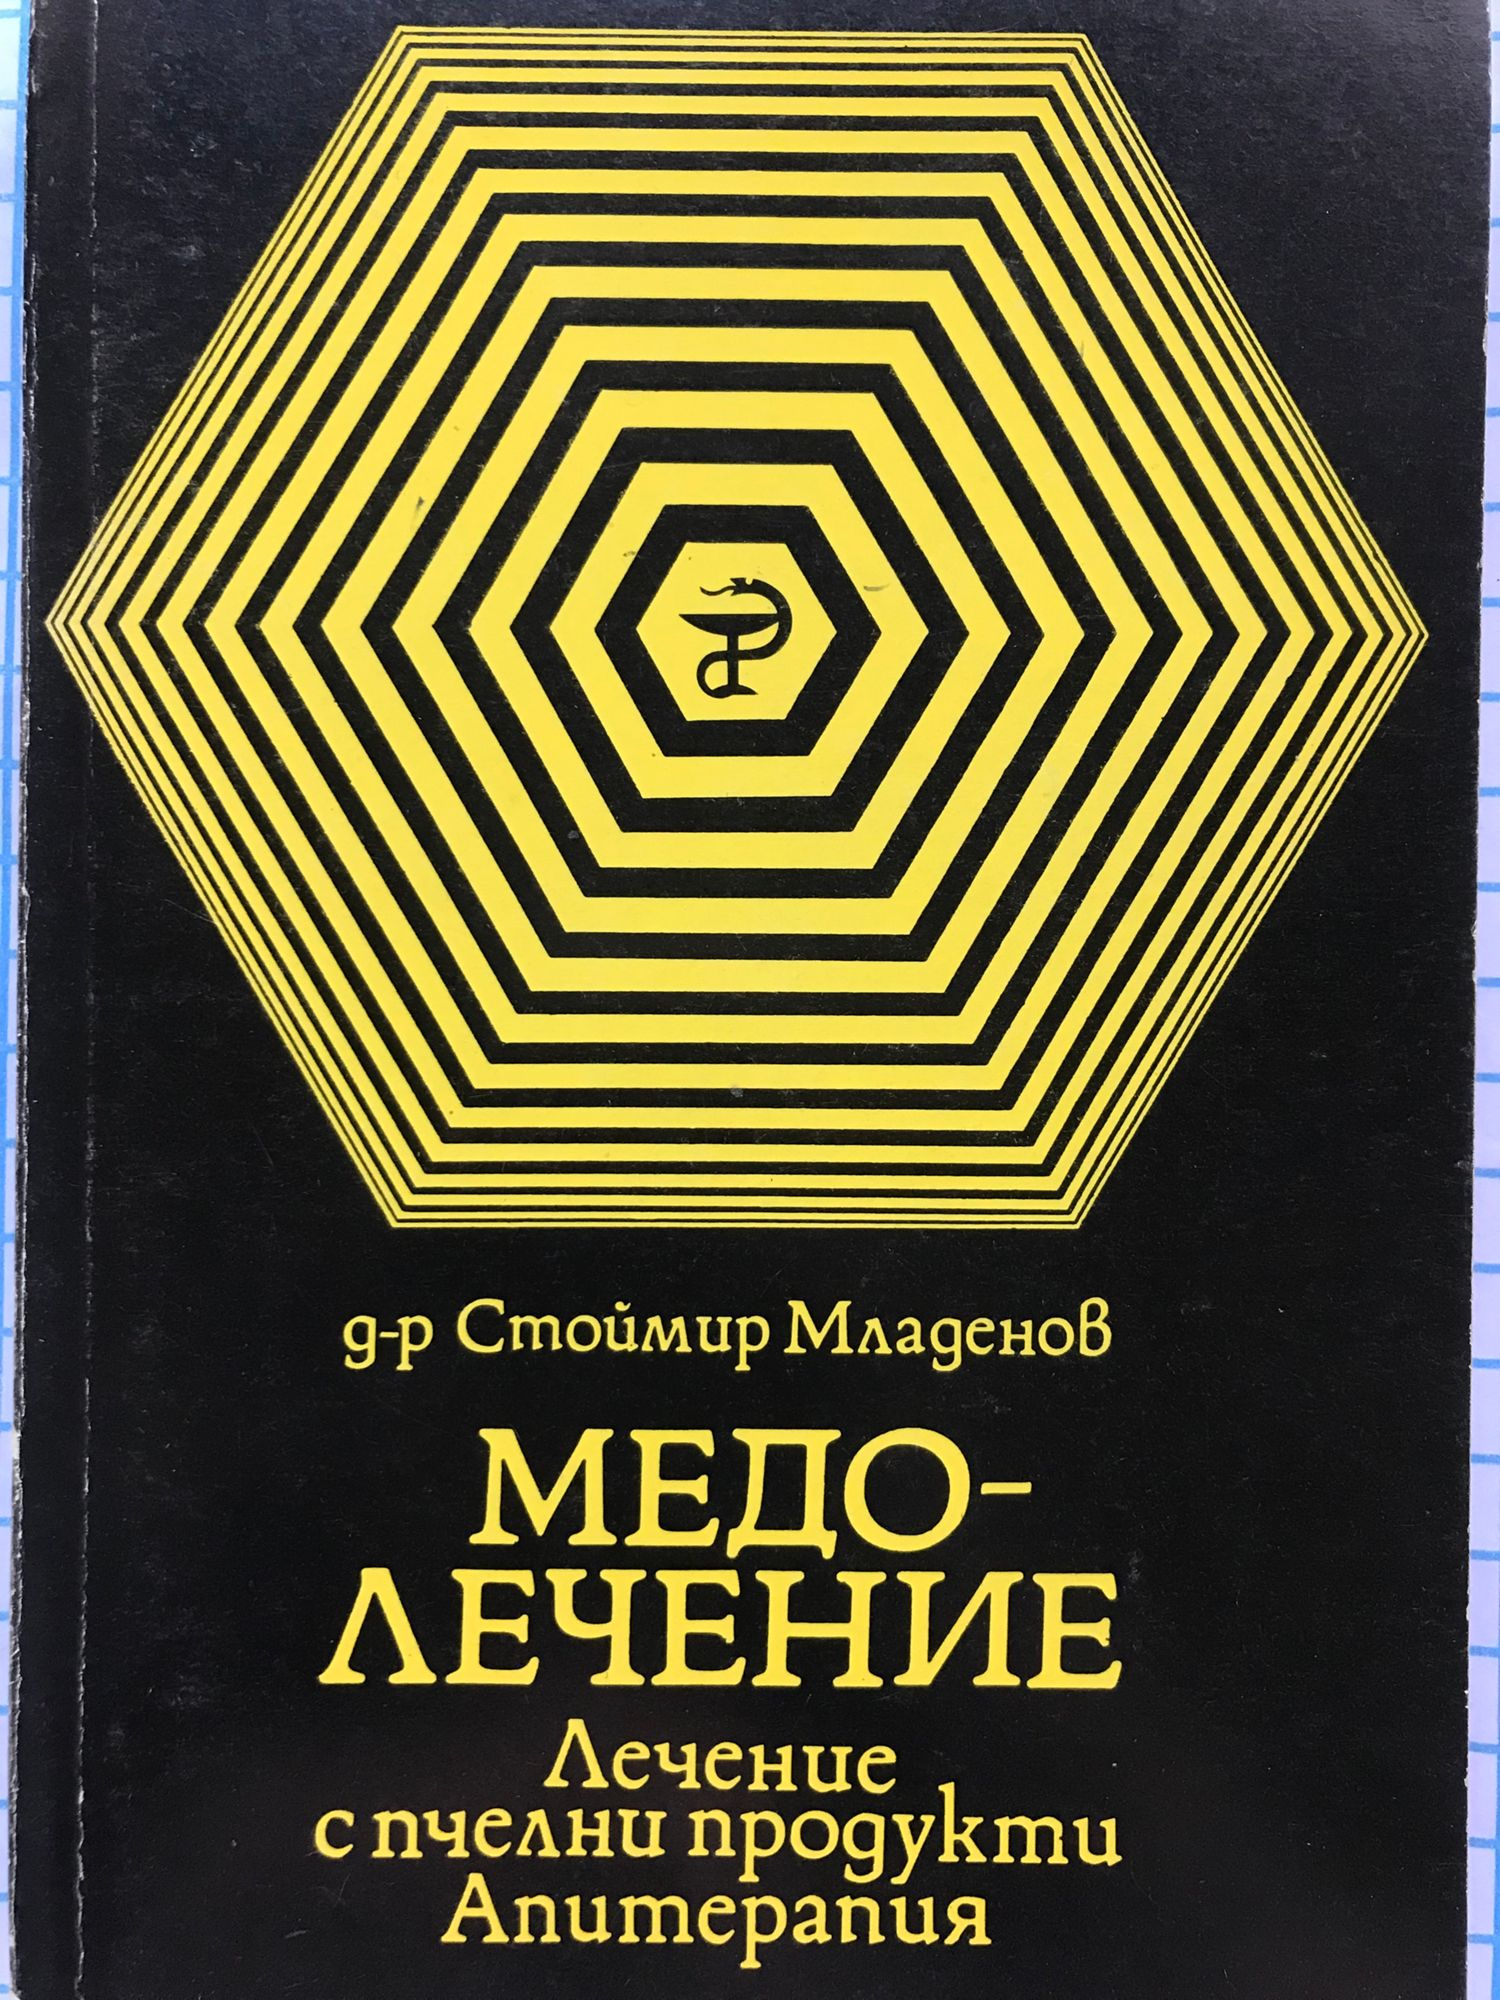 д-р Стоймир Младенов
МЕДО-
ЛЕЧЕНИЕ
Лечение
с пчелни продукти
Апитерапия